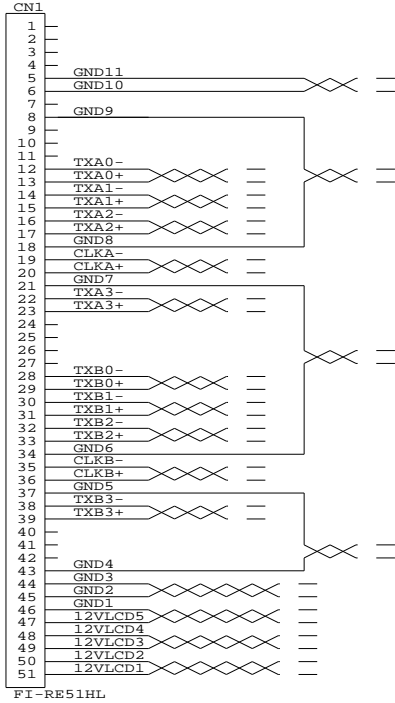 CN1
1
2
3
4
5 GND11
6 GND10
7
8 GND9
9
10
11
12 TXA0-
13 TXA0+
14 TXA1-
15 TXA1+
16 TXA2-
17 TXA2+
18 GND8
19 CLKA-
20 CLKA+
21 GND7
22 TXA3-
23 TXA3+
24
25
26
27
28 TXB0-
29 TXB0+
30 TXB1-
31 TXB1+
32 TXB2-
33 TXB2+
34 GND6
35 CLKB-
36 CLKB+
37 GND5
38 TXB3-
39 TXB3+
40
41
42
43 GND4
44 GND3
45 GND2
46 GND1
47 12VLCD5
48 12VLCD4
49 12VLCD3
50 12VLCD2
51 12VLCD1
FI-RE51HL